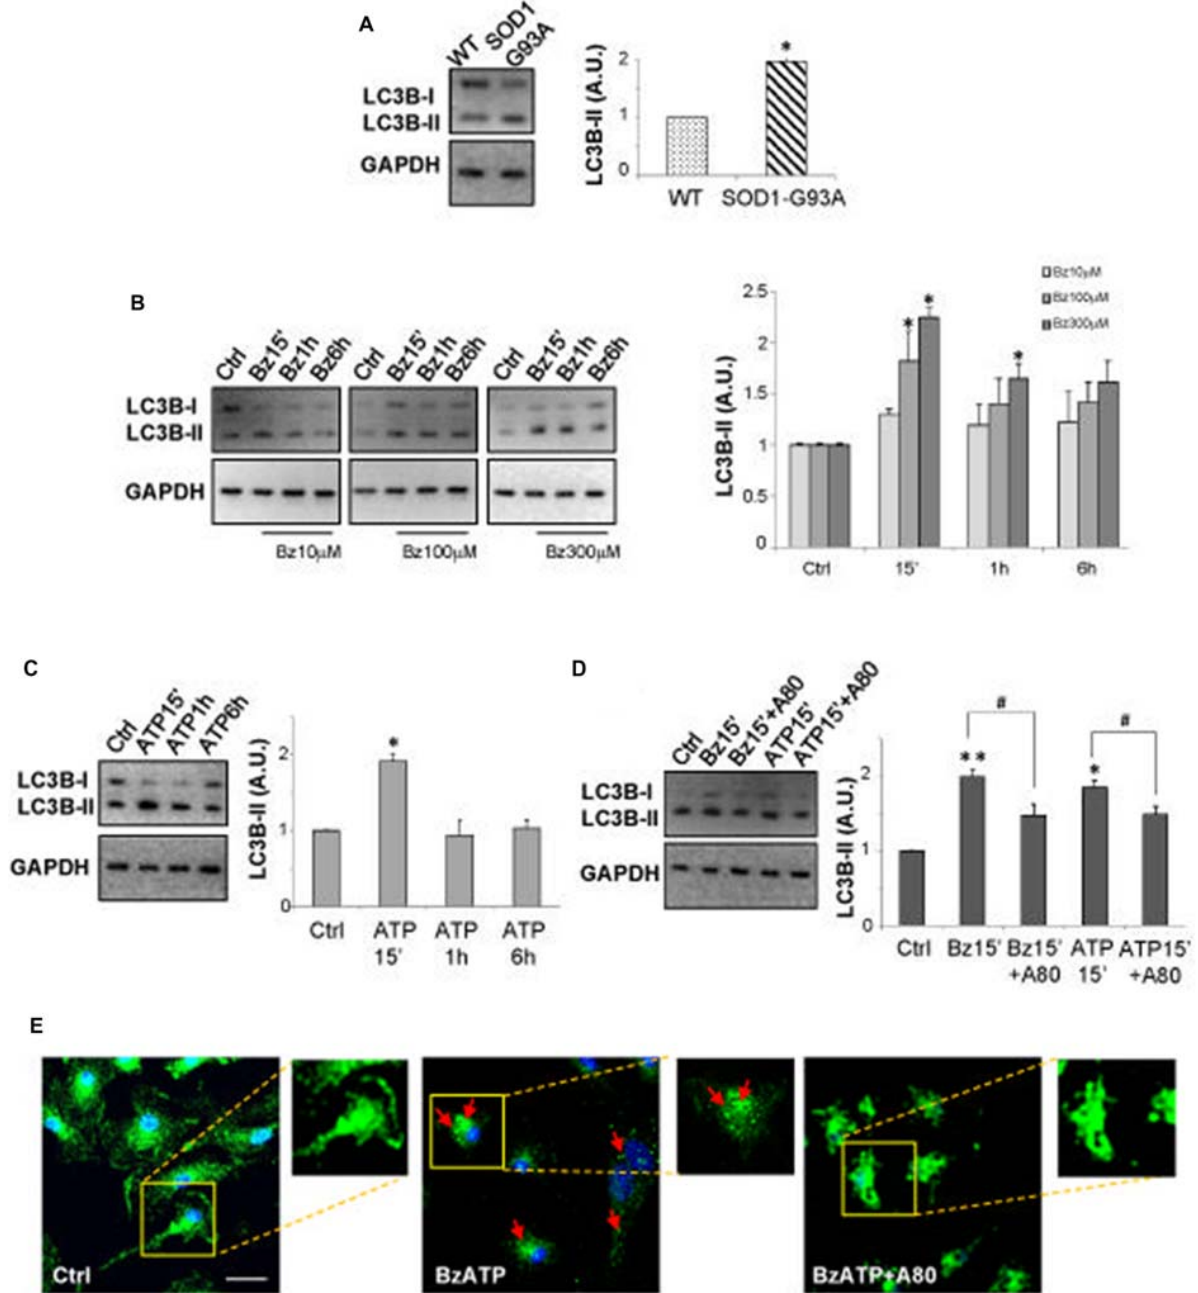 A
WT SOD1 G93A
LC3B-I
LC3B-II
GAPDH
LC3B-II (A.U.)
2
1
0
*
WT SOD1-G93A
B
Ctrl Bz15' Bz1h Bz6h Ctrl Bz15' Bz1h Bz6h Ctrl Bz15' Bz1h Bz6h
LC3B-I
LC3B-II
GAPDH
Bz10µM Bz100µM Bz300µM
Bz10µM
Bz100µM
Bz300µM
LC3B-II (A.U.)
2.5
2
1.5
1
0.5
0
* * *
Ctrl 15' 1h 6h
C
Ctrl ATP15' ATP1h ATP6h
LC3B-I
LC3B-II
GAPDH
LC3B-II (A.U.)
2
1
0
*
Ctrl ATP ATP ATP
15' 1h 6h
D
Ctrl Bz15' Bz15'+A80 ATP15' ATP15'+A80
LC3B-I
LC3B-II
GAPDH
LC3B-II (A.U.)
2
1
0
# #
** *
Ctrl Bz15' Bz15' ATP ATP15'
+A80 15' +A80
E
Ctrl
BzATP
BzATP+A80